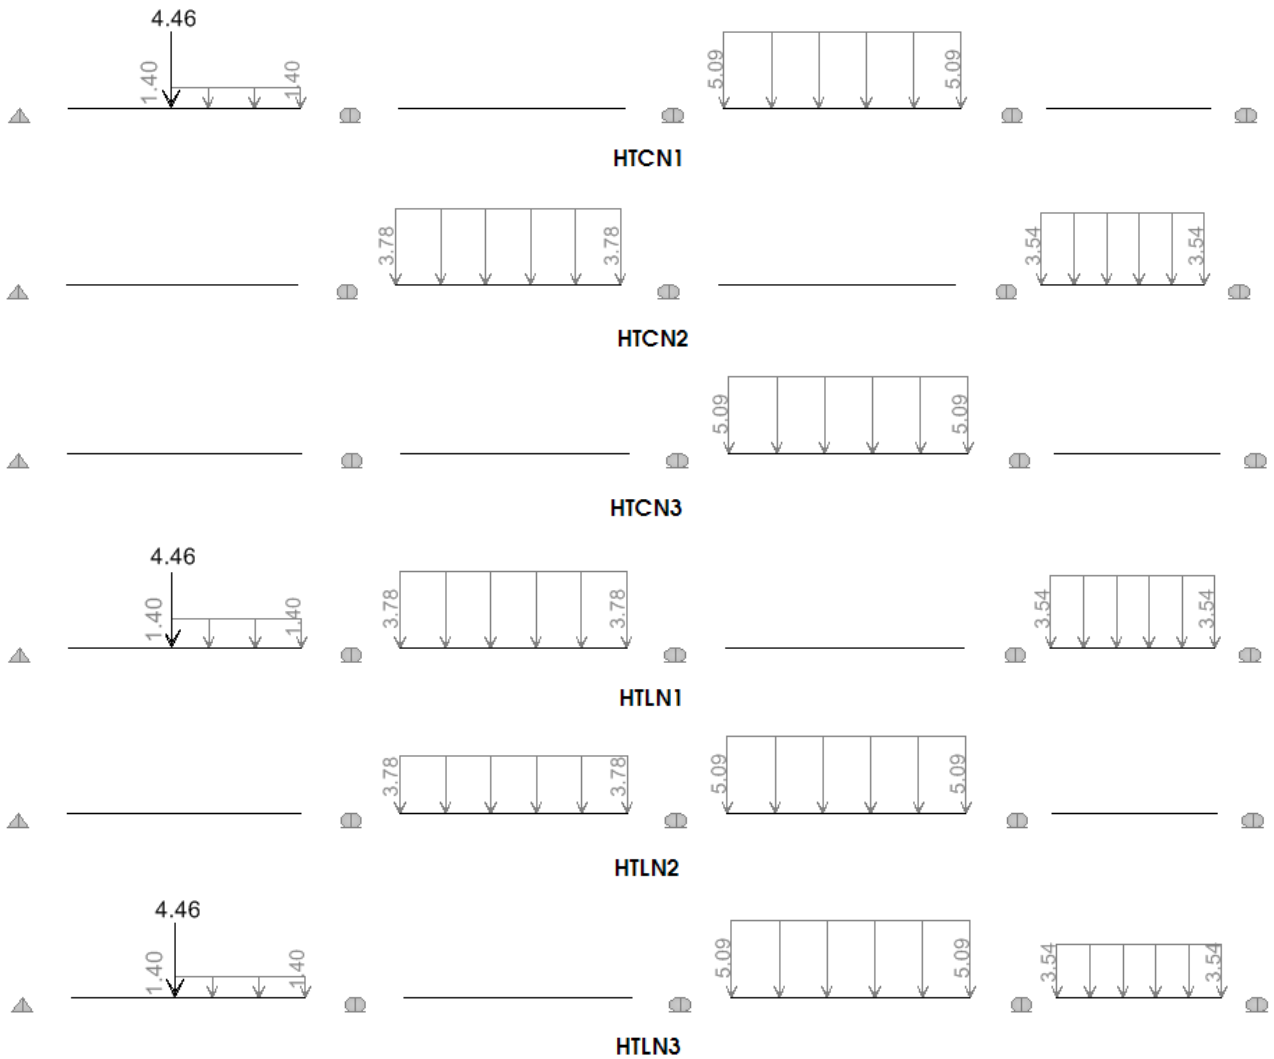 4.46
1.40 1.40 5.09 5.09
HTCN1
3.78 3.78 3.54 3.54
HTCN2
5.09 5.09
HTCN3
4.46
1.40 1.40 3.78 3.78 3.54 3.54
HTLN1
3.78 3.78 5.09 5.09
HTLN2
4.46
1.40 1.40 5.09 5.09 3.54 3.54
HTLN3